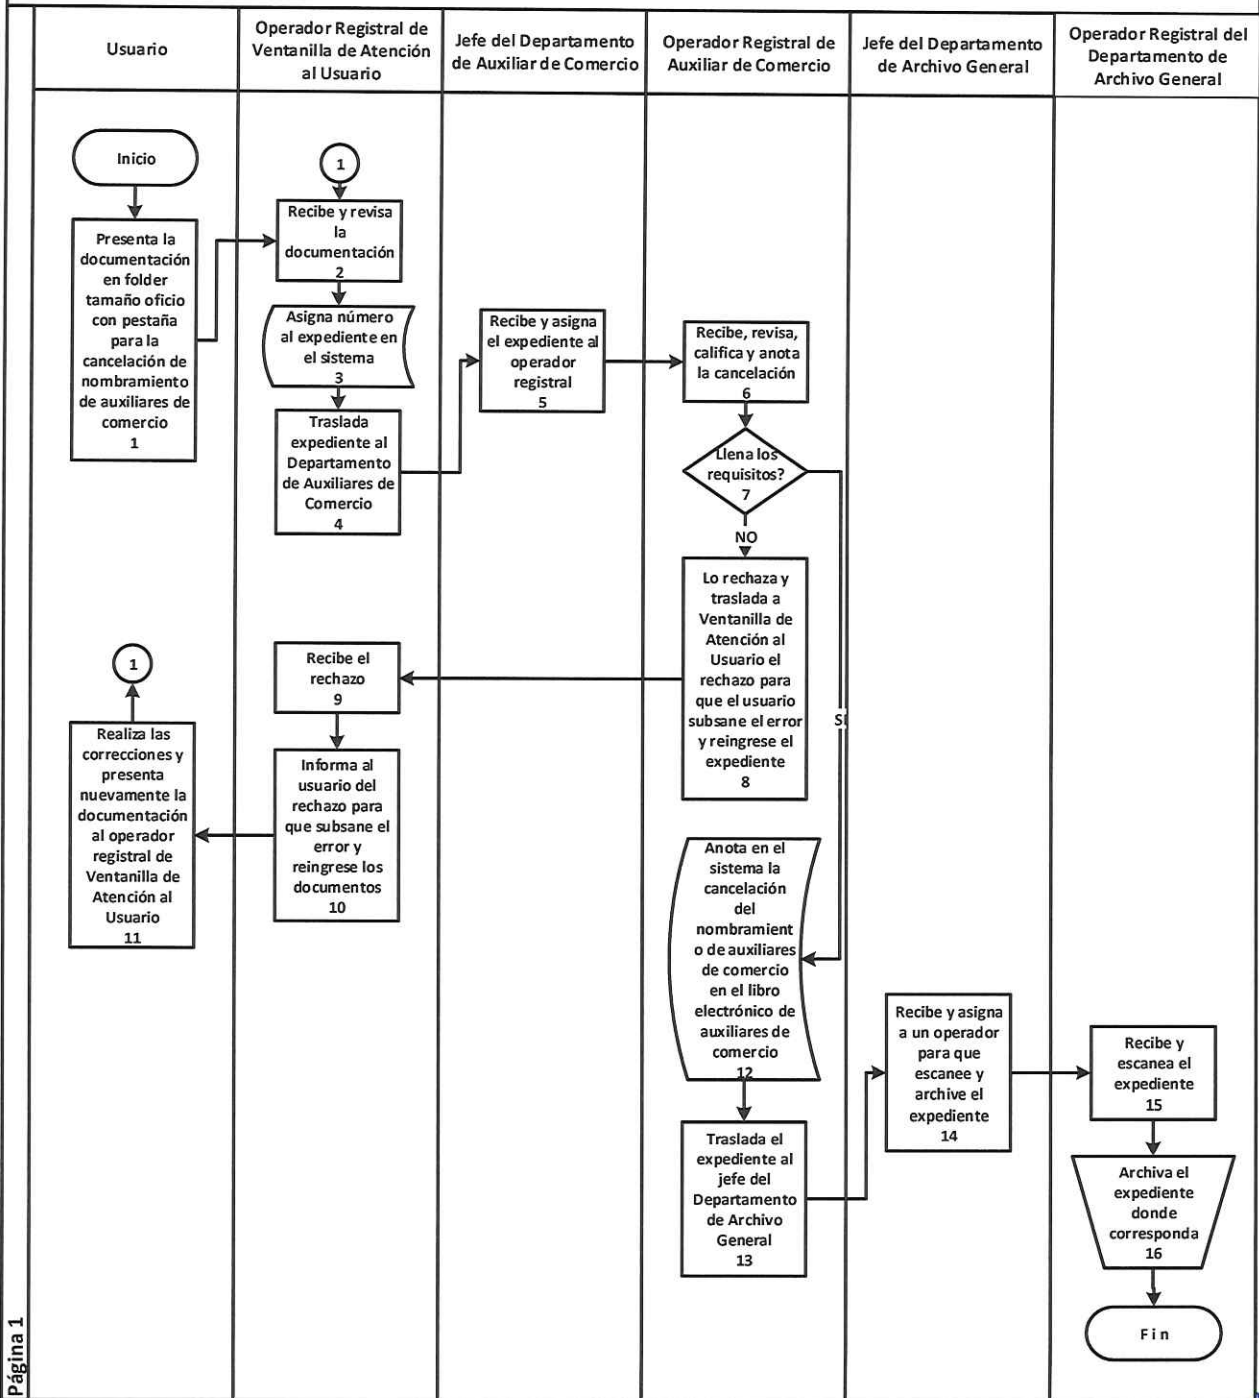 Usuario
Operador Registral de
Ventanilla de Atención
al Usuario
Jefe del Departamento
de Auxiliar de Comercio
Operador Registral de
Auxiliar de Comercio
Jefe del Departamento
de Archivo General
Operador Registral del
Departamento de
Archivo General
Inicio
Presenta la
documentación
en folder
tamaño oficio
con pestaña
para la
cancelación de
nombramiento
de auxiliares de
comercio
1
1
Recibe y revisa
la
documentación
2
Asigna número
al expediente en
el sistema
3
Traslada
expediente al
Departamento
de Auxiliares de
Comercio
4
Recibe y asigna
el expediente al
operador
registral
5
Recibe, revisa,
califica y anota
la cancelación
6
Llena los
requisitos?
7
NO
SI
Lo rechaza y
traslada a
Ventanilla de
Atención al
Usuario el
rechazo para
que el usuario
subsane el error
y reingrese el
expediente
8
Recibe el
rechazo
9
Informa al
usuario del
rechazo para
que subsane el
error y
reingrese los
documentos
10
1
Realiza las
correcciones y
presenta
nuevamente la
documentación
al operador
registral de
Ventanilla de
Atención al
Usuario
11
Anota en el
sistema la
cancelación
del
nombramient
o de auxiliares
de comercio
en el libro
electrónico de
auxiliares de
comercio
12
Traslada el
expediente al
jefe del
Departamento
de Archivo
General
13
Recibe y asigna
a un operador
para que
escanee y
archive el
expediente
14
Recibe y
escanea el
expediente
15
Archiva el
expediente
donde
corresponda
16
Fin
Página 1